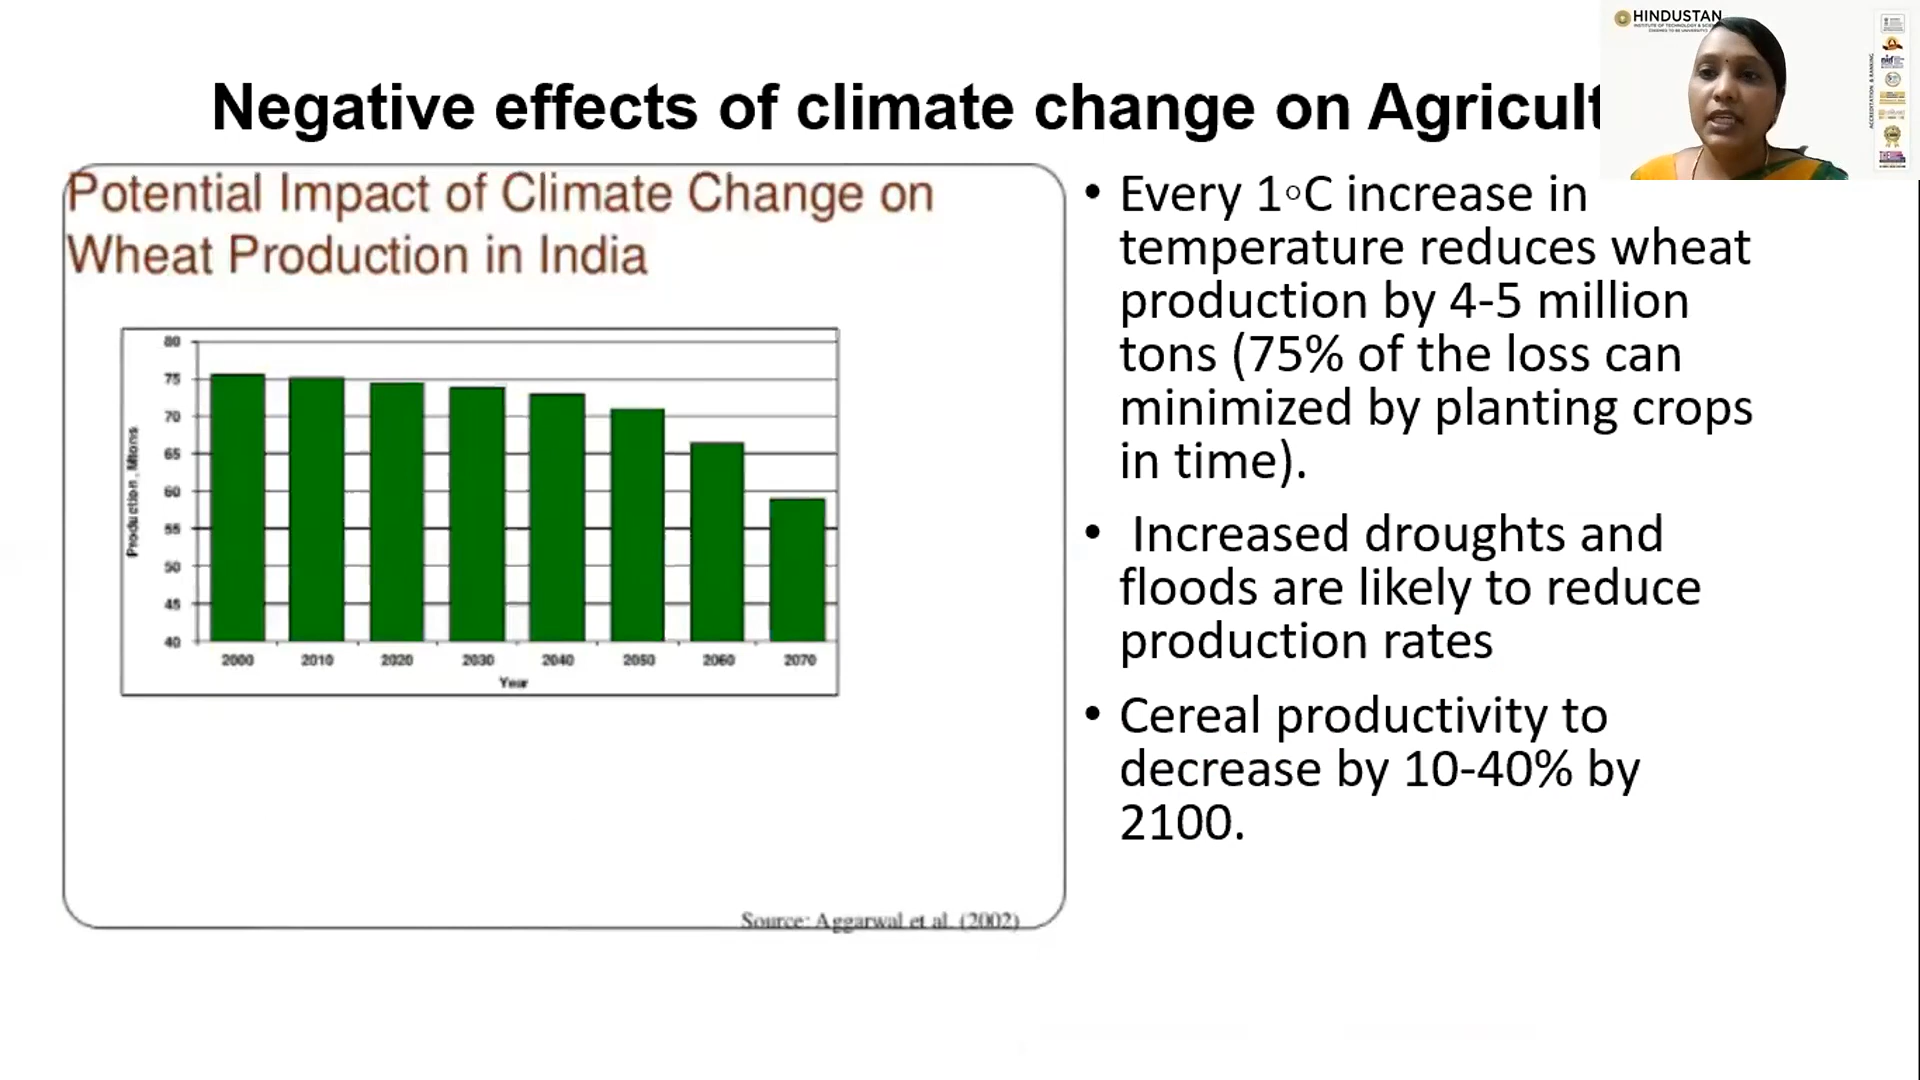 HINDUSTAN
INSTITUTE OF TECHNOLOGY & SCIENCE
(DEEMED TO BE UNIVERSITY)
ACCREDITATION & RANKING
Negative effects of climate change on Agricult
Potential Impact of Climate Change on
Wheat Production in India
Production, Mtons
80
75
70
65
60
55
50
45
40
2000 2010 2020 2030 2040 2050 2060 2070
Year
Source: Aggarwal et al. (2002)
• Every 1◦C increase in
temperature reduces wheat
production by 4-5 million
tons (75% of the loss can
minimized by planting crops
in time).
• Increased droughts and
floods are likely to reduce
production rates
• Cereal productivity to
decrease by 10-40% by
2100.